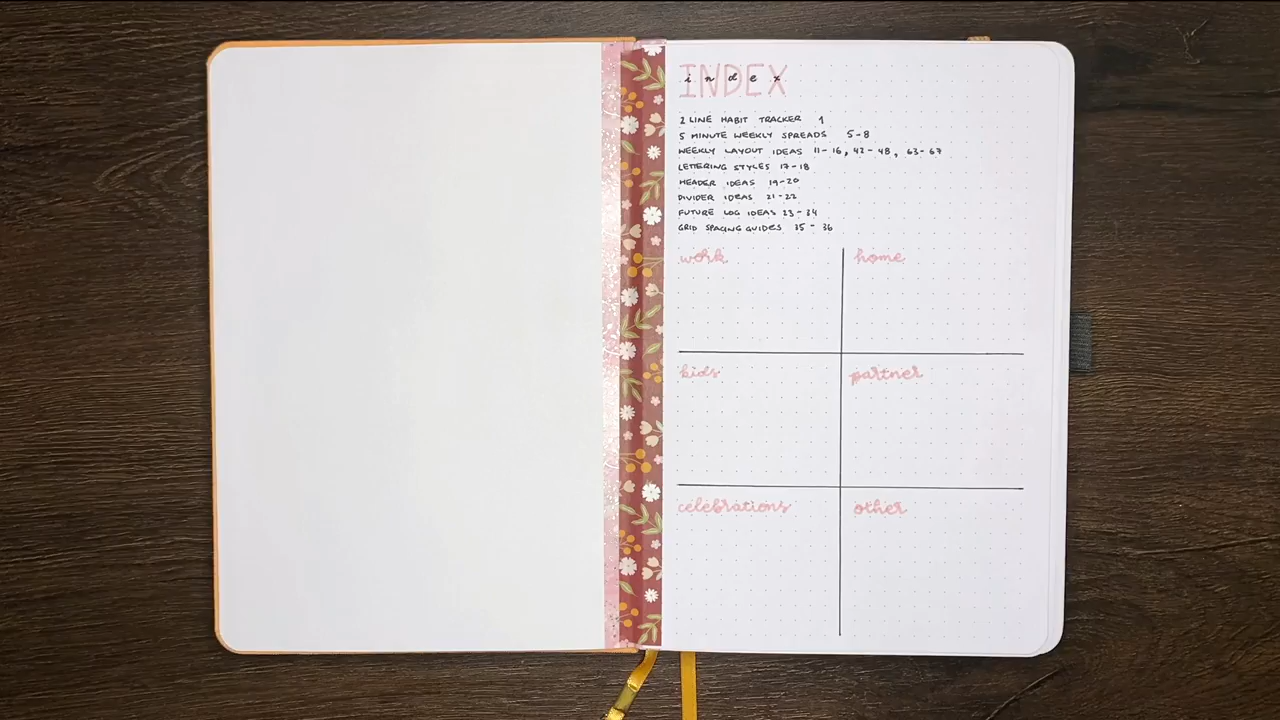 INDEX
index
2 LINE HABIT TRACKER 1
5 MINUTE WEEKLY SPREADS 5-8
WEEKLY LAYOUT IDEAS 11-16, 42-48, 63-67
LETTERING STYLES 17-18
HEADER IDEAS 19-20
DIVIDER IDEAS 21-22
FUTURE LOG IDEAS 23-34
GRID SPACING GUIDES 35-36
work
home
kids
partner
celebrations
other